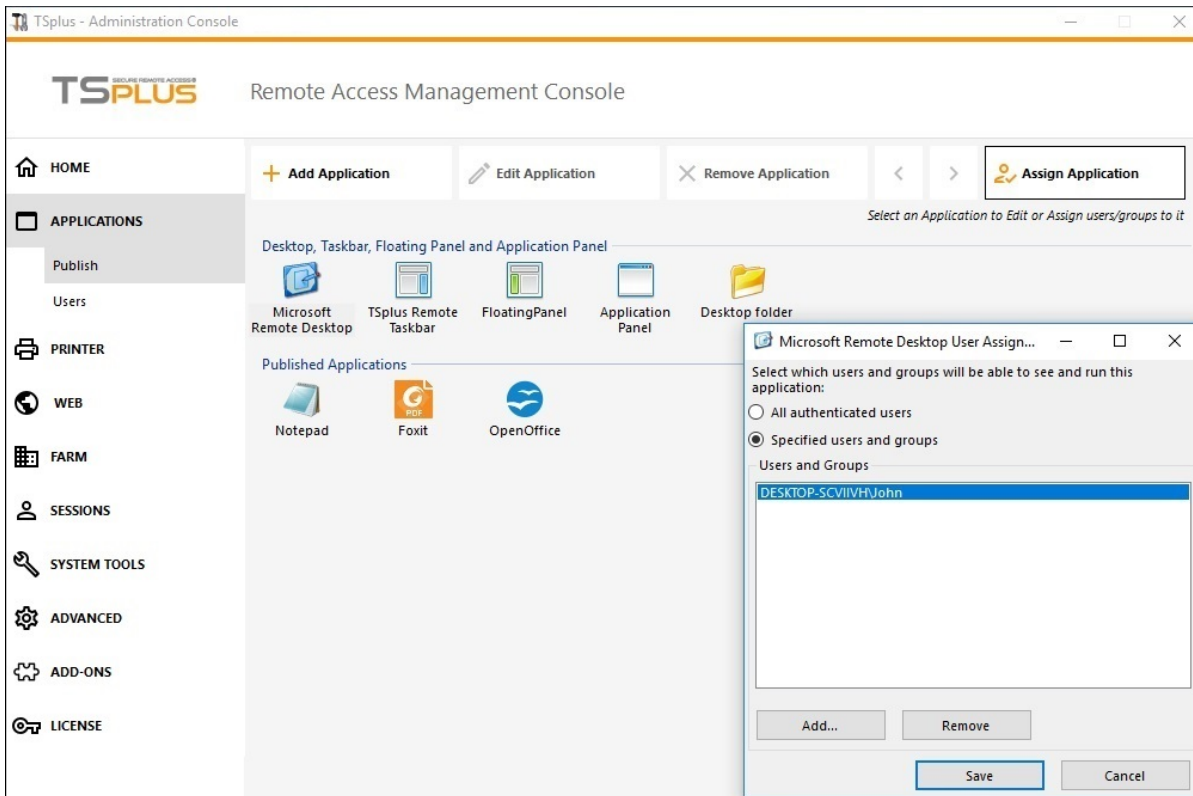 TSplus - Administration Console
SECURE REMOTE ACCESS
TSPLUS
Remote Access Management Console
HOME
APPLICATIONS
Publish
Users
PRINTER
WEB
FARM
SESSIONS
SYSTEM TOOLS
ADVANCED
ADD-ONS
LICENSE
Add Application
Edit Application
Remove Application
Assign Application
Select an Application to Edit or Assign users/groups to it
Desktop, Taskbar, Floating Panel and Application Panel
Microsoft
Remote Desktop
TSplus Remote
Taskbar
FloatingPanel
Application
Panel
Desktop folder
Published Applications
Notepad
PDF
Foxit
OpenOffice
Microsoft Remote Desktop User Assign...
Select which users and groups will be able to see and run this
application:
All authenticated users
Specified users and groups
Users and Groups
DESKTOP-SCVIIVH\John
Add...
Remove
Save
Cancel